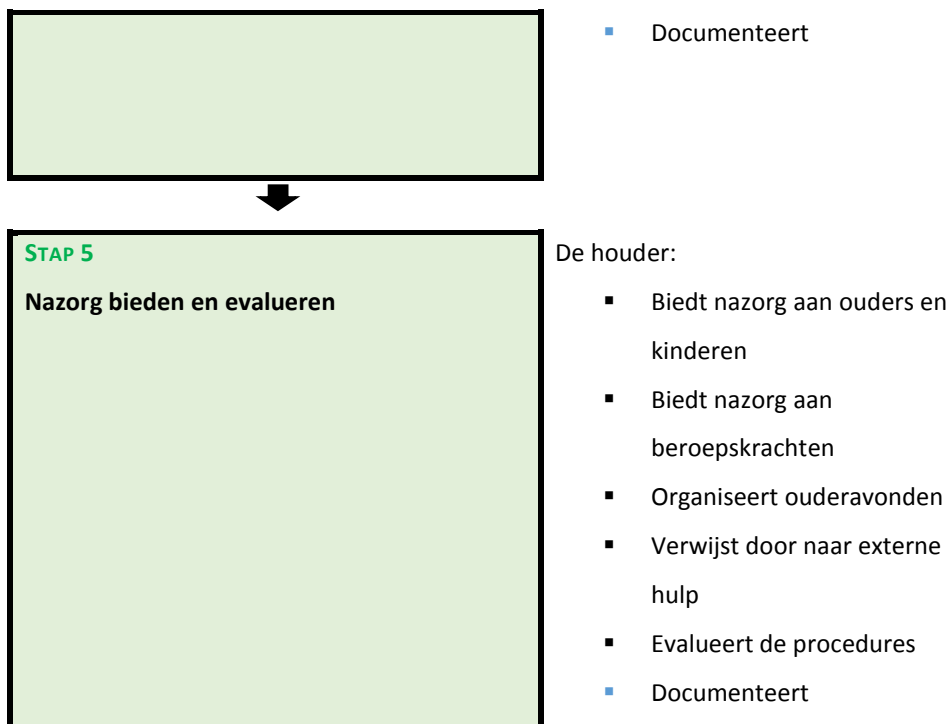 ▪ Documenteert
STAP 5
Nazorg bieden en evalueren
De houder:
▪ Biedt nazorg aan ouders en
kinderen
▪ Biedt nazorg aan
beroepskrachten
▪ Organiseert ouderavonden
▪ Verwijst door naar externe
hulp
▪ Evalueert de procedures
▪ Documenteert